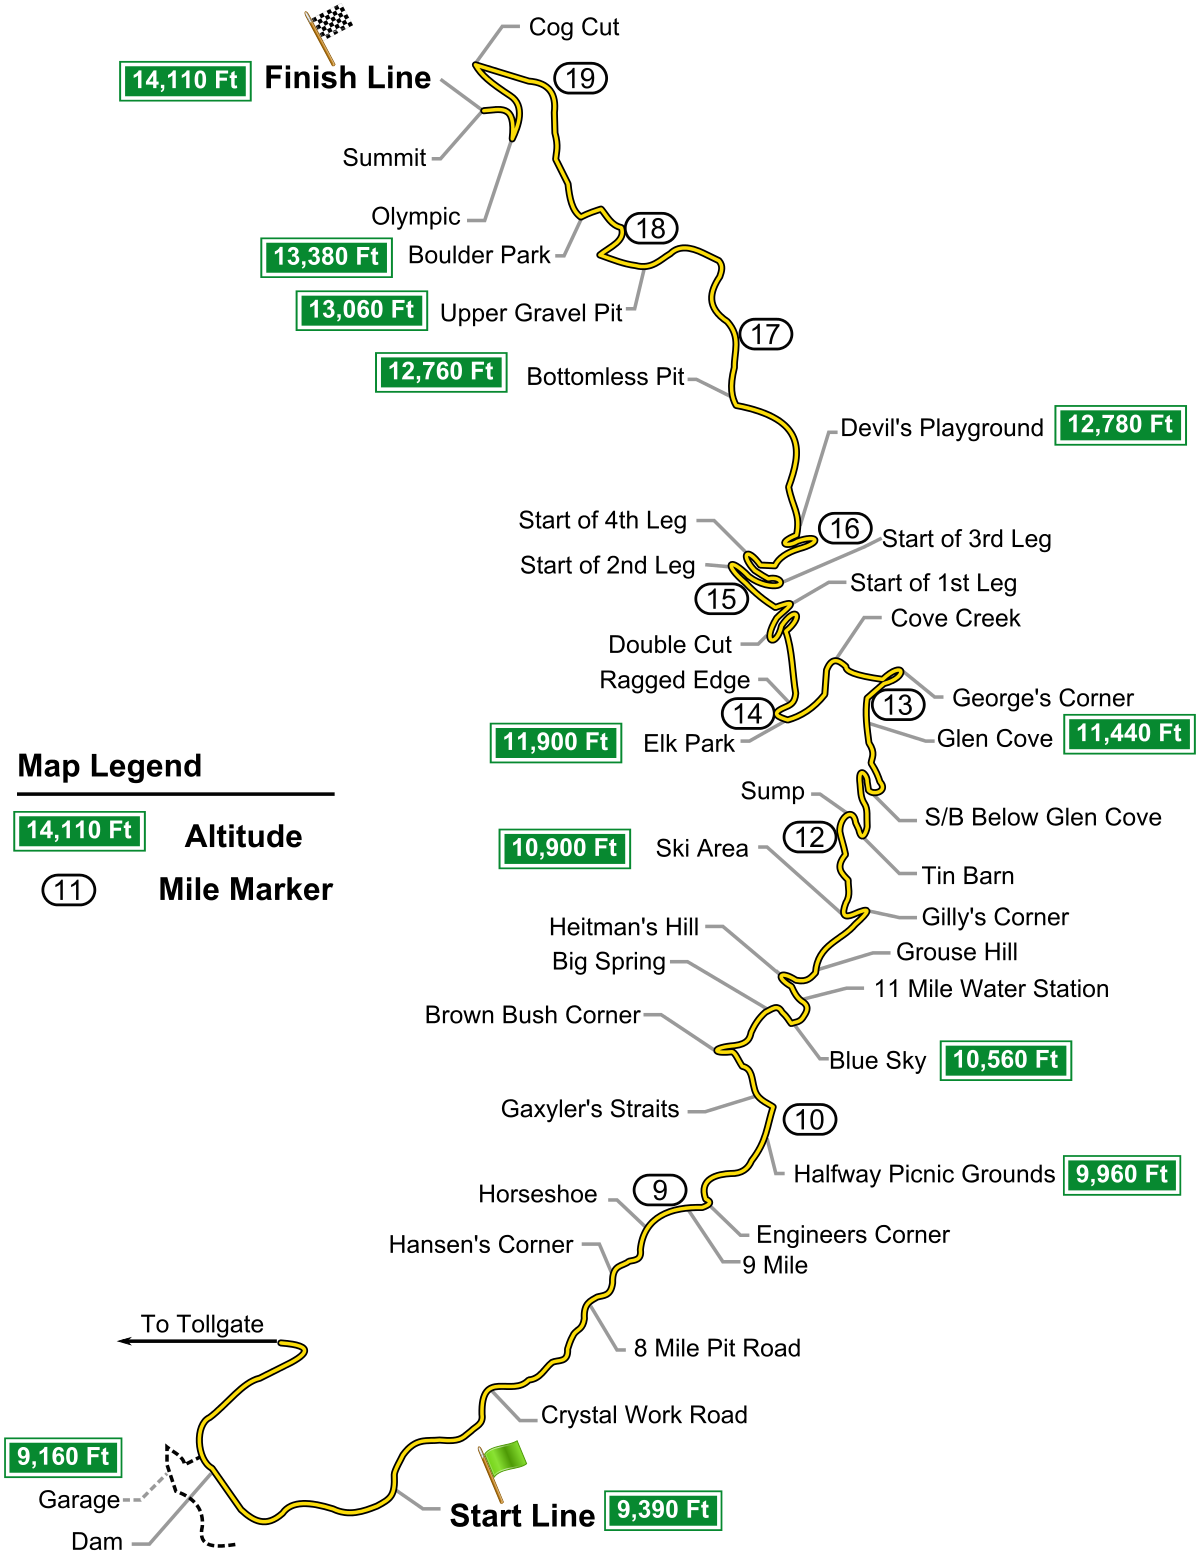 Cog Cut
14,110 Ft
Finish Line
19
Summit
Olympic
18
13,380 Ft
Boulder Park
13,060 Ft
Upper Gravel Pit
17
12,760 Ft
Bottomless Pit
Devil's Playground
12,780 Ft
Start of 4th Leg
16
Start of 3rd Leg
Start of 2nd Leg
15
Start of 1st Leg
Cove Creek
Double Cut
Ragged Edge
George's Corner
14
13
11,900 Ft
Elk Park
Glen Cove
11,440 Ft
Map Legend
Sump
S/B Below Glen Cove
14,110 Ft
Altitude
12
10,900 Ft
Ski Area
Tin Barn
11
Mile Marker
Gilly's Corner
Heitman's Hill
Grouse Hill
Big Spring
11 Mile Water Station
Brown Bush Corner
Blue Sky
10,560 Ft
Gaxyler's Straits
10
Halfway Picnic Grounds
9,960 Ft
Horseshoe
9
Engineers Corner
Hansen's Corner
9 Mile
To Tollgate
8 Mile Pit Road
Crystal Work Road
9,160 Ft
Garage
Start Line
9,390 Ft
Dam